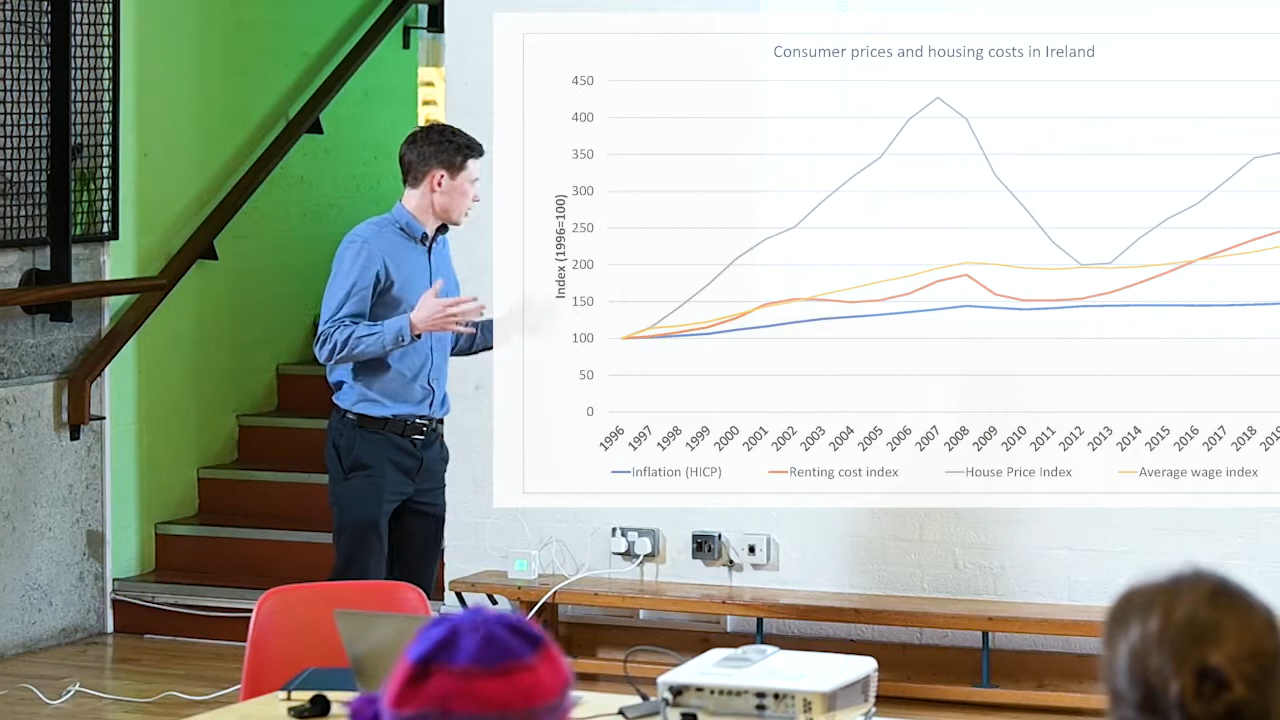 Consumer prices and housing costs in Ireland
Index (1996=100)
450
400
350
300
250
200
150
100
50
0
1996 1997 1998 1999 2000 2001 2002 2003 2004 2005 2006 2007 2008 2009 2010 2011 2012 2013 2014 2015 2016 2017 2018 2019
Inflation (HICP) Renting cost index House Price Index Average wage index